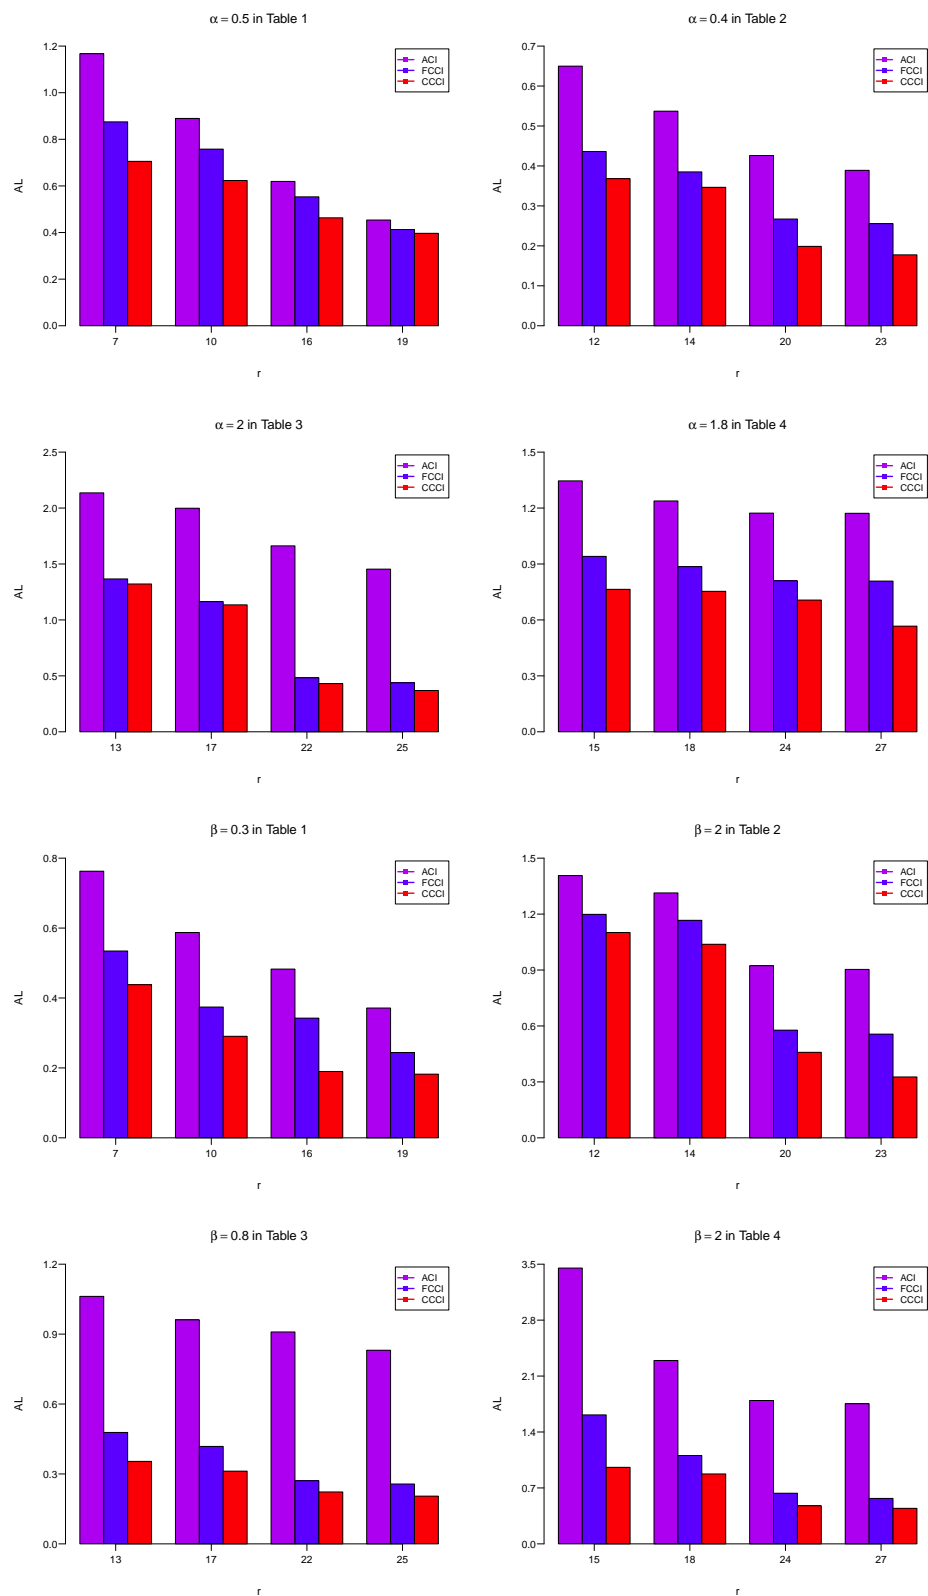 α = 0.5 in Table 1
AL
1.2
1.0
0.8
0.6
0.4
0.2
0.0
ACI
FCCI
CCCI
7 10 16 19
r
α = 0.4 in Table 2
AL
0.7
0.6
0.5
0.4
0.3
0.2
0.1
0.0
ACI
FCCI
CCCI
12 14 20 23
r
α = 2 in Table 3
AL
2.5
2.0
1.5
1.0
0.5
0.0
ACI
FCCI
CCCI
13 17 22 25
r
α = 1.8 in Table 4
AL
1.5
1.2
0.9
0.6
0.3
0.0
ACI
FCCI
CCCI
15 18 24 27
r
β = 0.3 in Table 1
AL
0.8
0.6
0.4
0.2
0.0
ACI
FCCI
CCCI
7 10 16 19
r
β = 2 in Table 2
AL
1.5
1.2
0.9
0.6
0.3
0.0
ACI
FCCI
CCCI
12 14 20 23
r
β = 0.8 in Table 3
AL
1.2
0.9
0.6
0.3
0.0
ACI
FCCI
CCCI
13 17 22 25
r
β = 2 in Table 4
AL
3.5
2.8
2.1
1.4
0.7
0.0
ACI
FCCI
CCCI
15 18 24 27
r